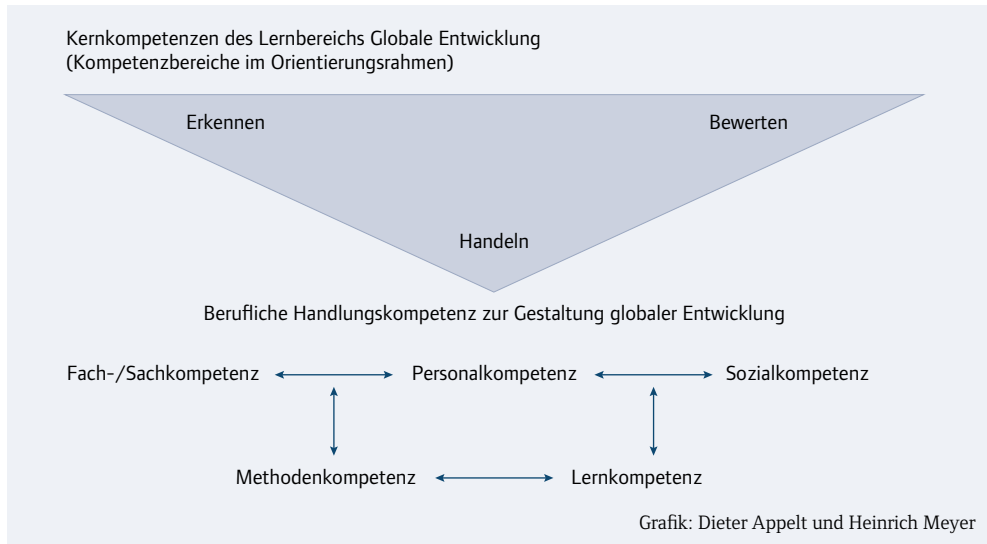 Kernkompetenzen des Lernbereichs Globale Entwicklung
(Kompetenzbereiche im Orientierungsrahmen)
Erkennen
Bewerten
Handeln
Berufliche Handlungskompetenz zur Gestaltung globaler Entwicklung
Fach-/Sachkompetenz
Personalkompetenz
Sozialkompetenz
Methodenkompetenz
Lernkompetenz
Grafik: Dieter Appelt und Heinrich Meyer